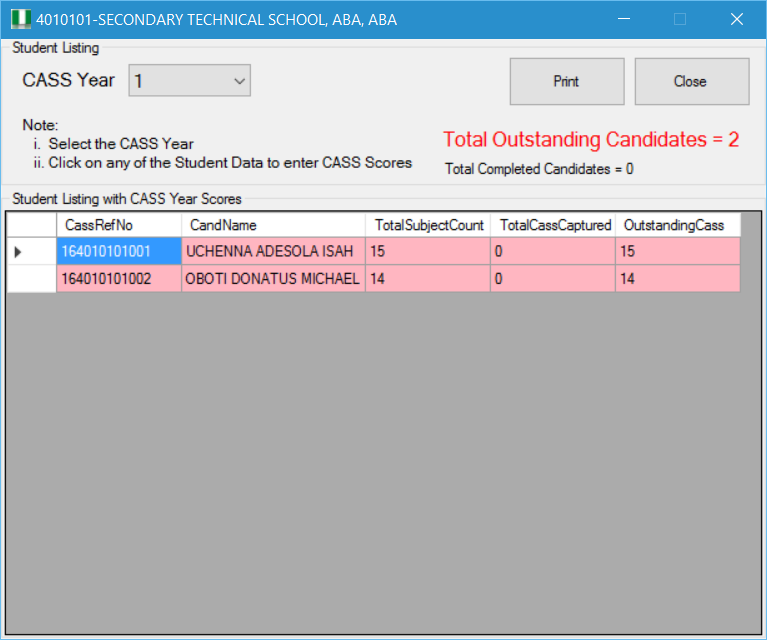 4010101-SECONDARY TECHNICAL SCHOOL, ABA, ABA
Student Listing
CASS Year 1
Print Close
Note:
i. Select the CASS Year
ii. Click on any of the Student Data to enter CASS Scores
Total Outstanding Candidates = 2
Total Completed Candidates = 0
Student Listing with CASS Year Scores
CassRefNo CandName TotalSubjectCount TotalCassCaptured OutstandingCass
164010101001 UCHENNA ADESOLA ISAH 15 0 15
164010101002 OBOTI DONATUS MICHAEL 14 0 14